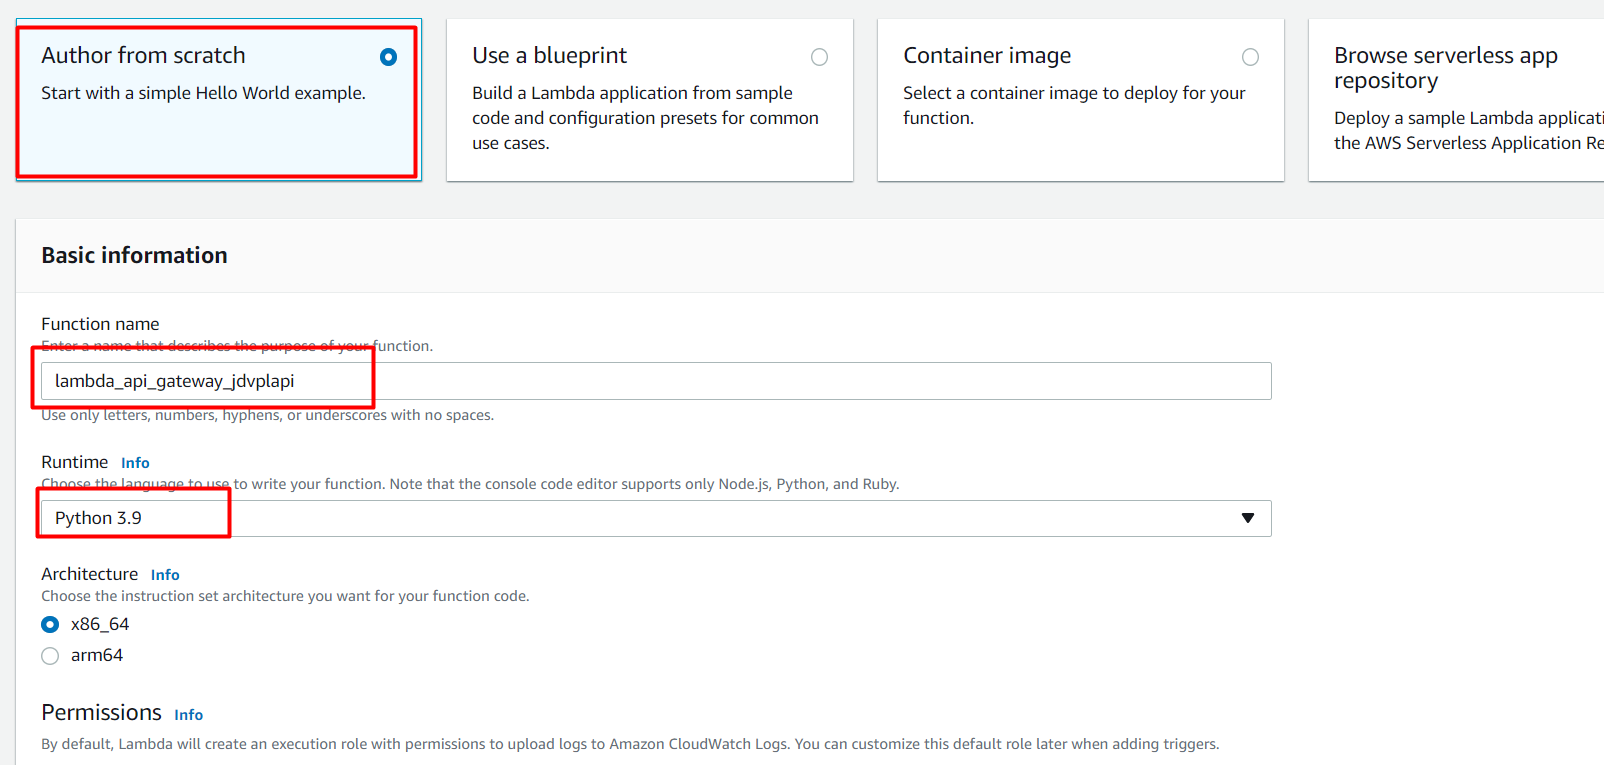 Author from scratch
Start with a simple Hello World example.
Use a blueprint
Build a Lambda application from sample
code and configuration presets for common
use cases.
Container image
Select a container image to deploy for your
function.
Browse serverless app
repository
Deploy a sample Lambda applicati
the AWS Serverless Application Re
Basic information
Function name
Enter a name that describes the purpose of your function.
lambda_api_gateway_jdvplapi
Use only letters, numbers, hyphens, or underscores with no spaces.
Runtime Info
Choose the language to use to write your function. Note that the console code editor supports only Node.js, Python, and Ruby.
Python 3.9
Architecture Info
Choose the instruction set architecture you want for your function code.
x86_64
arm64
Permissions Info
By default, Lambda will create an execution role with permissions to upload logs to Amazon CloudWatch Logs. You can customize this default role later when adding triggers.